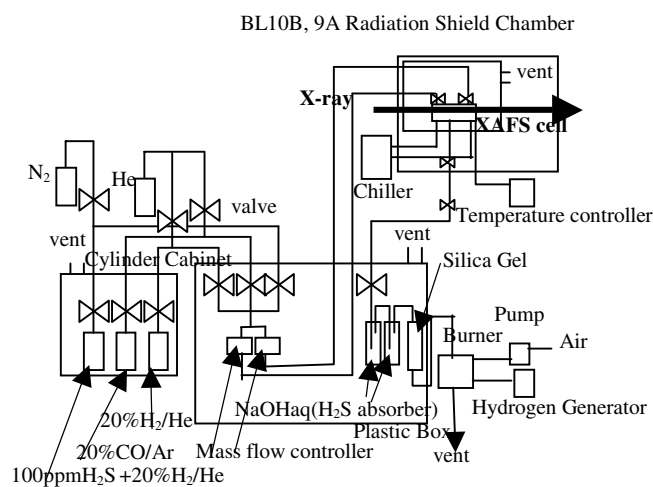 BL10B, 9A Radiation Shield Chamber
vent
X-ray
XAFS cell
N2
He
Chiller
valve
Temperature controller
vent
vent
Cylinder Cabinet
Silica Gel
Pump
Burner
Air
NaOHaq(H2S absorber)
Hydrogen Generator
20%H2/He
Plastic Box
20%CO/Ar
Mass flow controller
vent
100ppmH2S+20%H2/He